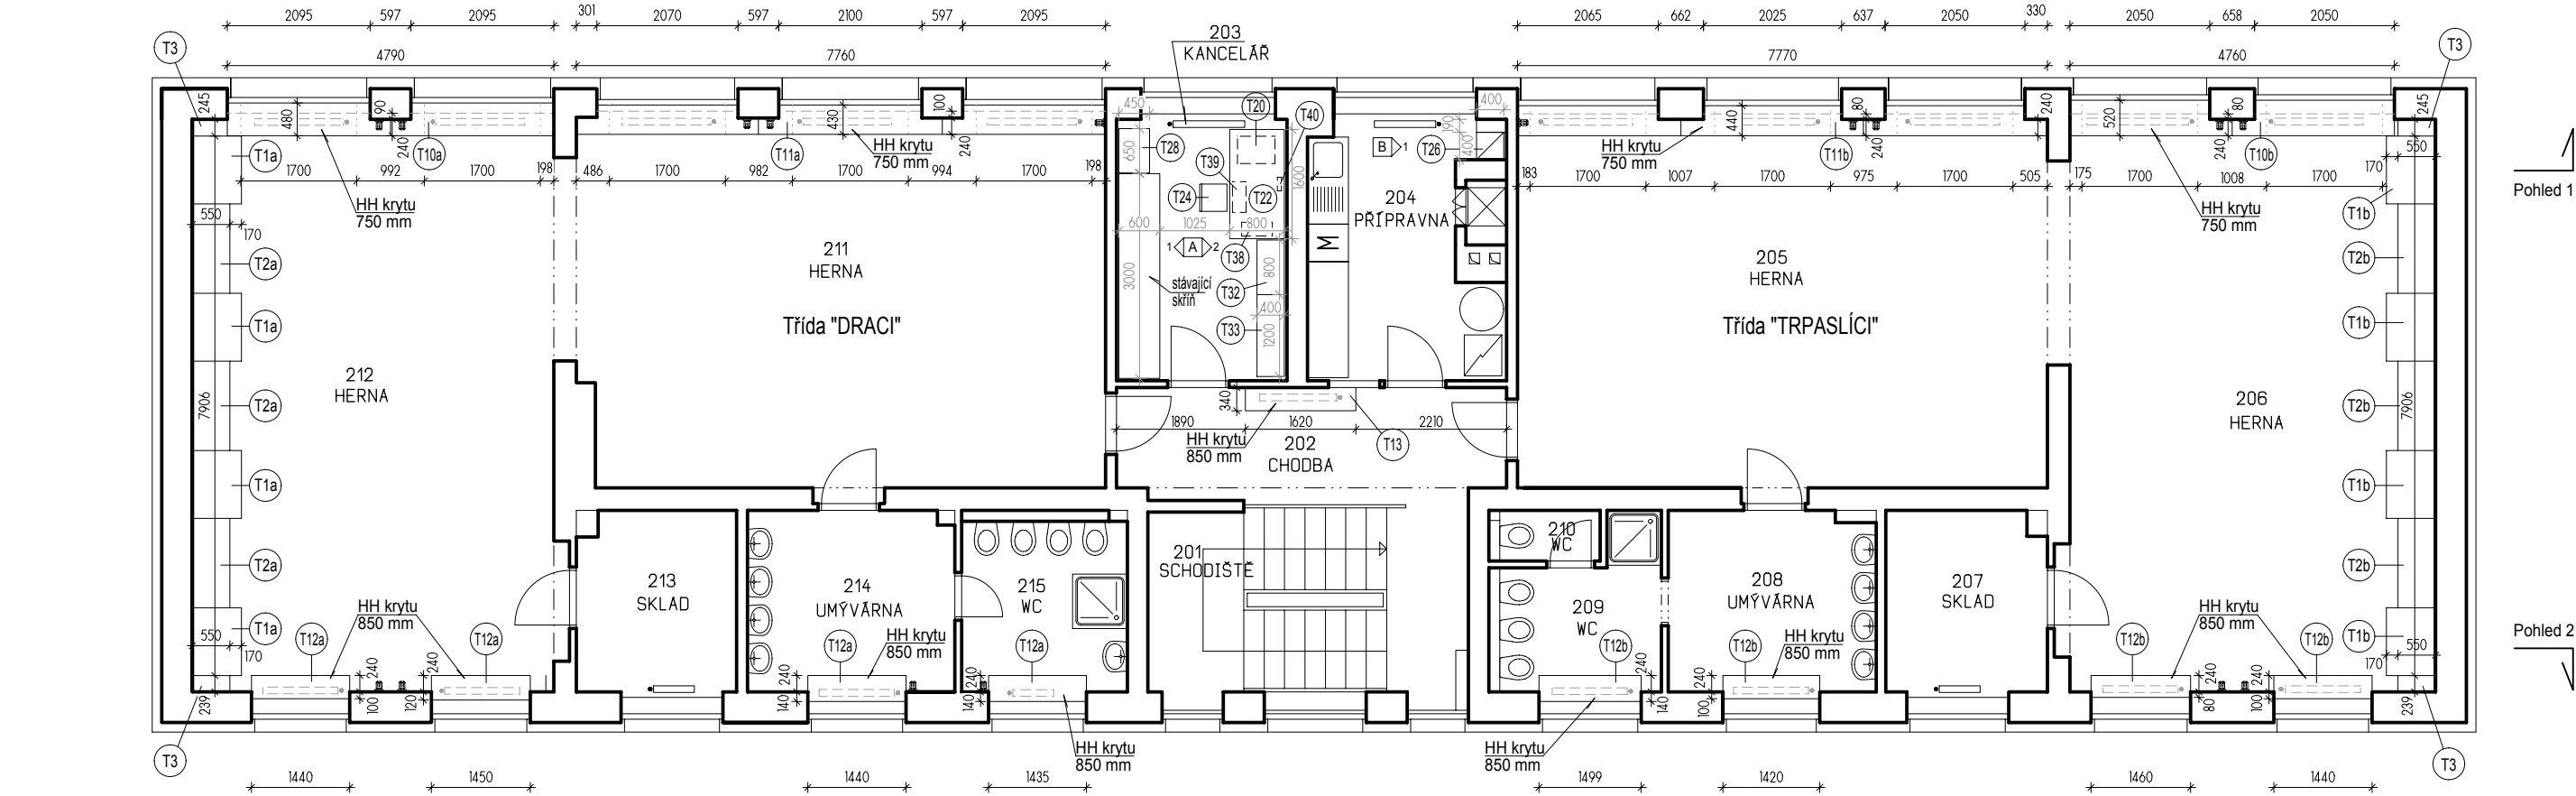 2095 597 2095 301 2070 597 2100 597 2095 2065 662 2025 637 2050 330 2050 658 2050
4790 7760 7770 4760
203
KANCELÁŘ
T3 T3
245 480 90 240 430 100 240 450 400 190 400 440 80 240 240 520 80 240 245
T1a T10a T11a T28 T20 T40 T39 T26 T11b T10b
HH krytu
750 mm
HH krytu
750 mm
B 1
650 1600
1700 992 1700 198 486 1700 982 1700 994 1700 198
183 1700 1007 1700 975 1700 505 175 1700 1008 1700
550 170
170 550
HH krytu
750 mm
HH krytu
750 mm
Pohled 1
T24 T22
204
PŘÍPRAVNA
T1b
550 170
600 1025 800
1 A 2
T38
M
T2a
211
HERNA
205
HERNA
T2b
3000
stávající
skříň
T32
800
400
T33
1200
T1a
Třída "DRACI"
Třída "TRPASLÍCI"
T1b
212
HERNA
206
HERNA
7906
T2a
T2b
7906
340
1890 1620 2210
HH krytu
850 mm
T13
202
CHODBA
T1a
T1b
201
SCHODIŠTĚ
210
WC
T2a
213
SKLAD
214
UMÝVÁRNA
215
WC
209
WC
208
UMÝVÁRNA
207
SKLAD
T2b
HH krytu
850 mm
HH krytu
850 mm
HH krytu
850 mm
HH krytu
850 mm
Pohled 2
T1a T12a T12a T12a T12a T12b T12b T12b T12b T1b
550 170
170 550
240 240 240 240 240 240 240 240
239 100 120 140 140 140 100 80 100 239
T3
HH krytu
850 mm
HH krytu
850 mm
T3
1440 1450 1440 1435 1499 1420 1460 1440